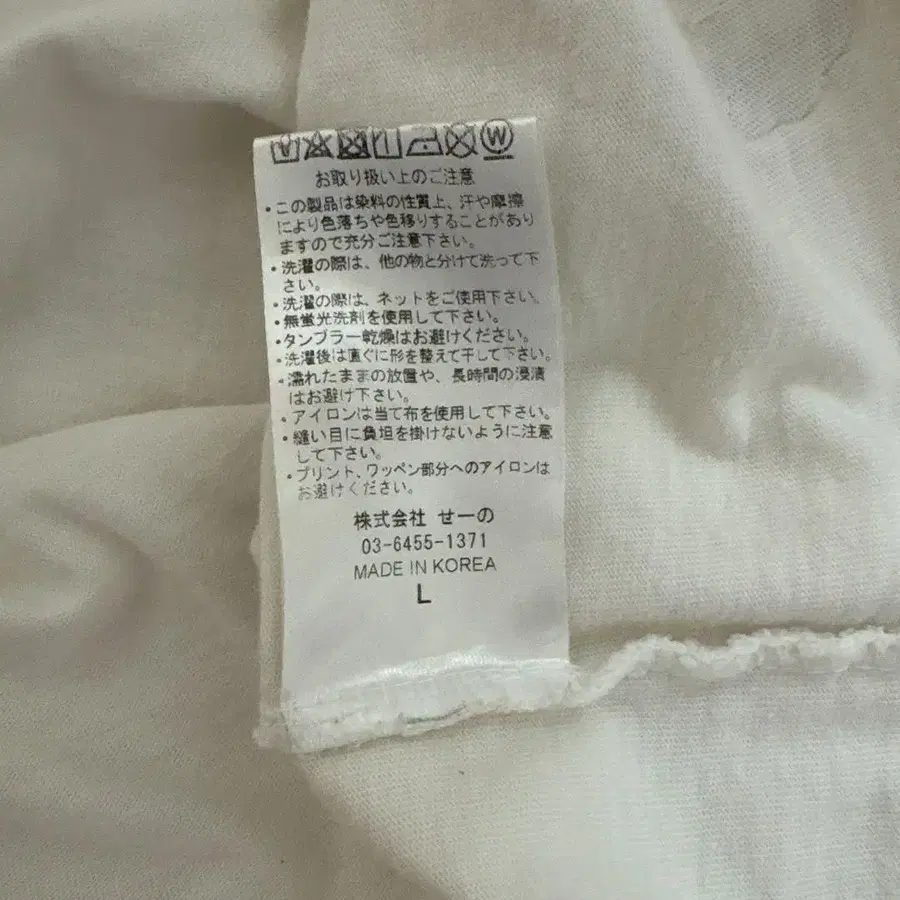 お取り扱い上のご注意
・この製品は染料の性質上、汗や摩擦
により色落ちや色移りすることがあり
ますので充分ご注意下さい。
・洗濯の際は、他の物と分けて洗って下
さい。
・洗濯の際は、ネットをご使用下さい。
・無蛍光洗剤を使用して下さい。
・タンブラー乾燥はお避けください。
・洗濯後は直ぐに形を整えて干して下さい。
・濡れたままの放置や、長時間の浸漬
はお避け下さい。
・アイロンは当て布を使用して下さい。
・縫い目に負担を掛けないように注意
して下さい。
・プリント、ワッペン部分へのアイロンは
お避けください。
株式会社 せーの
03-6455-1371
MADE IN KOREA
L